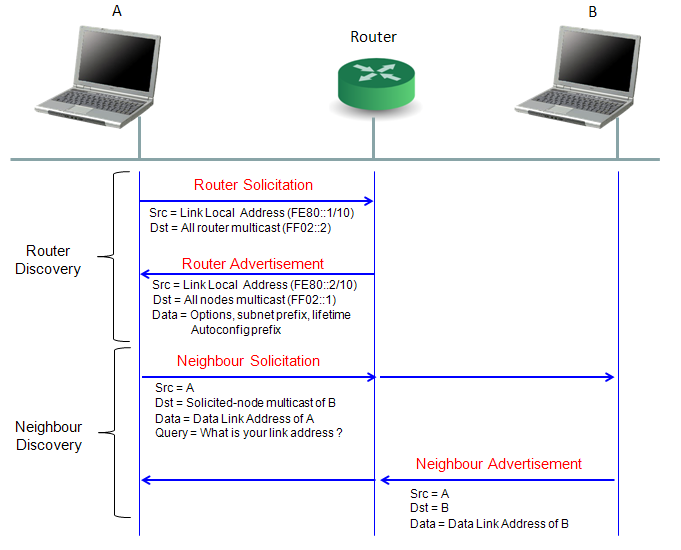 A
Router
B
Router Solicitation
Src = Link Local Address (FE80::1/10)
Dst = All router multicast (FF02::2)
Router
Discovery
Router Advertisement
Src = Link Local Address (FE80::2/10)
Dst = All nodes multicast (FF02::1)
Data = Options, subnet prefix, lifetime
Autoconfig prefix
Neighbour Solicitation
Src = A
Dst = Solicited-node multicast of B
Data = Data Link Address of A
Query = What is your link address ?
Neighbour
Discovery
Neighbour Advertisement
Src = A
Dst = B
Data = Data Link Address of B